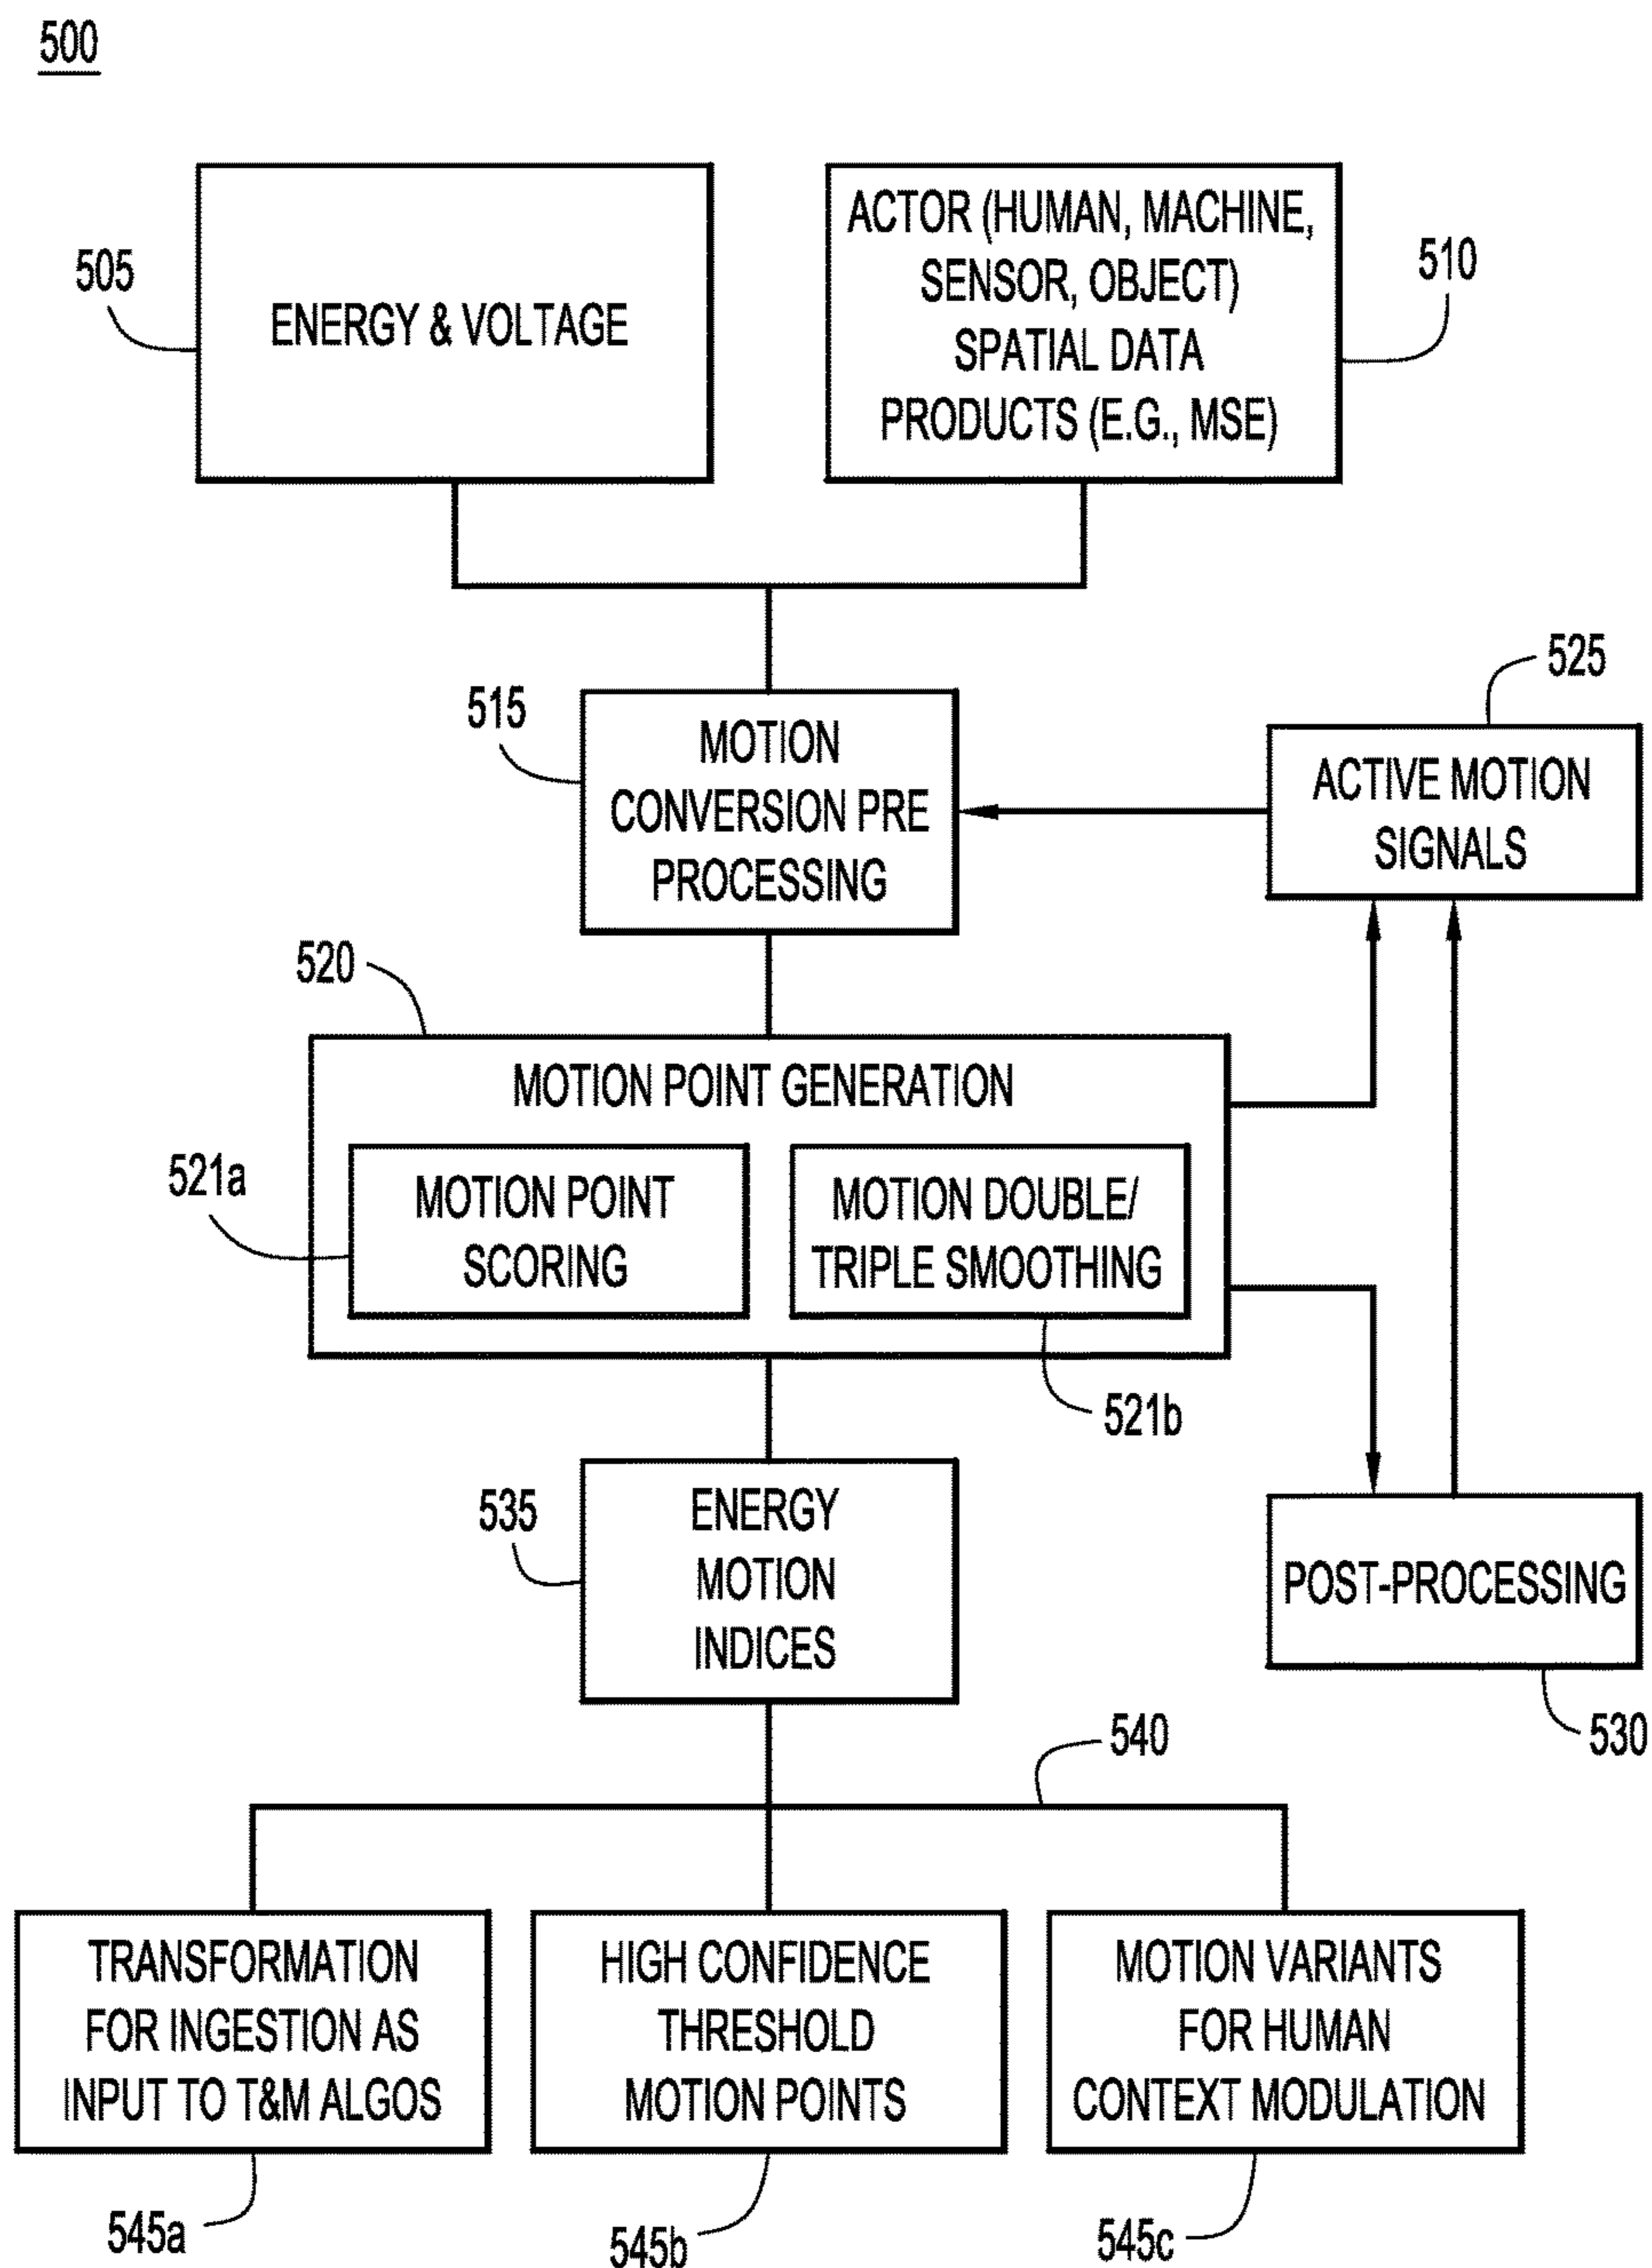 500
505
ENERGY & VOLTAGE
ACTOR (HUMAN, MACHINE,
SENSOR, OBJECT)
SPATIAL DATA
PRODUCTS (E.G., MSE)
510
515
MOTION
CONVERSION PRE
PROCESSING
525
ACTIVE MOTION
SIGNALS
520
MOTION POINT GENERATION
521a
MOTION POINT
SCORING
MOTION DOUBLE/
TRIPLE SMOOTHING
521b
535
ENERGY
MOTION
INDICES
POST-PROCESSING
530
540
TRANSFORMATION
FOR INGESTION AS
INPUT TO T&M ALGOS
HIGH CONFIDENCE
THRESHOLD
MOTION POINTS
MOTION VARIANTS
FOR HUMAN
CONTEXT MODULATION
545a
545b
545c